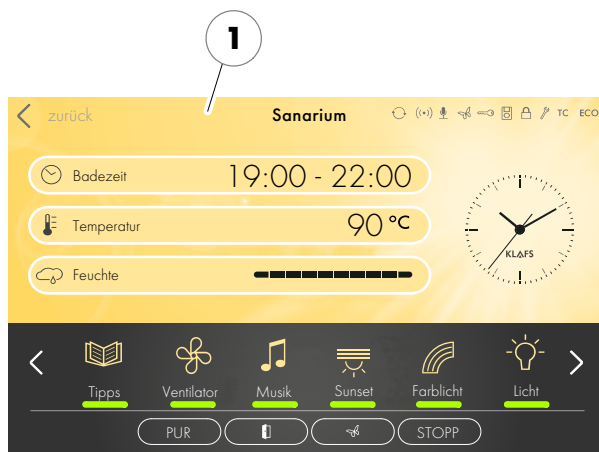 1
zurück Sanarium TC ECO
Badezeit 19:00 - 22:00
Temperatur 90 °C
Feuchte
KLAFS
Tipps Ventilator Musik Sunset Farblicht Licht
PUR STOPP